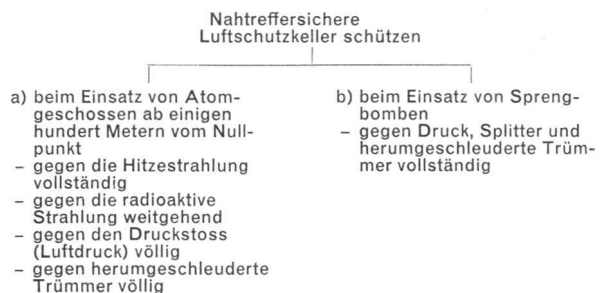 Nahtreffersichere
Luftschutzkeller schützen
a) beim Einsatz von Atom-
geschossen ab einigen
hundert Metern vom Null-
punkt
– gegen die Hitzestrahlung
vollständig
– gegen die radioaktive
Strahlung weitgehend
– gegen den Druckstoss
(Luftdruck) völlig
– gegen herumgeschleuderte
Trümmer völlig
b) beim Einsatz von Spreng-
bomben
– gegen Druck, Splitter und
herumgeschleuderte Trüm-
mer vollständig